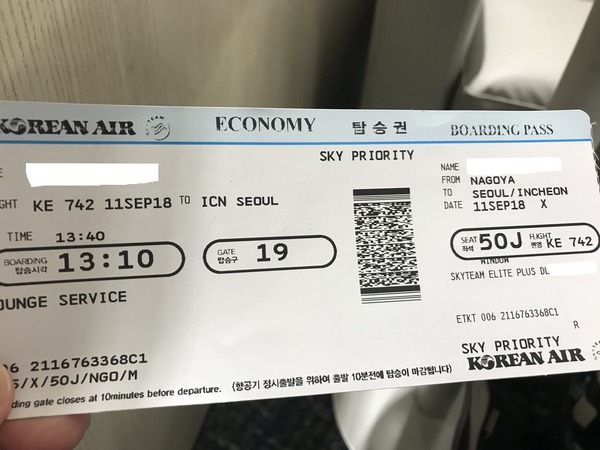 KOREAN AIR ECONOMY 탑승권 BOARDING PASS
SKY PRIORITY
KE 742 11SEP18 TO ICN SEOUL
TIME 13:40
BOARDING 탑승시각 13:10
GATE 탑승구 19
SERVICE
2116763368C1
/X/50J/NGO/M
gate closes at 10minutes before departure. (항공기 정시출발을 위하여 출발 10분전에 탑승이 마감됩니다)
NAME
FROM NAGOYA
TO SEOUL/INCHEON
DATE 11SEP18 X
SEAT 좌석 50J FLIGHT 편명 KE 742
WINDOW
SKYTEAM ELITE PLUS DL
ETKT 006 2116763368C1
R
SKY PRIORITY
KOREAN AIR